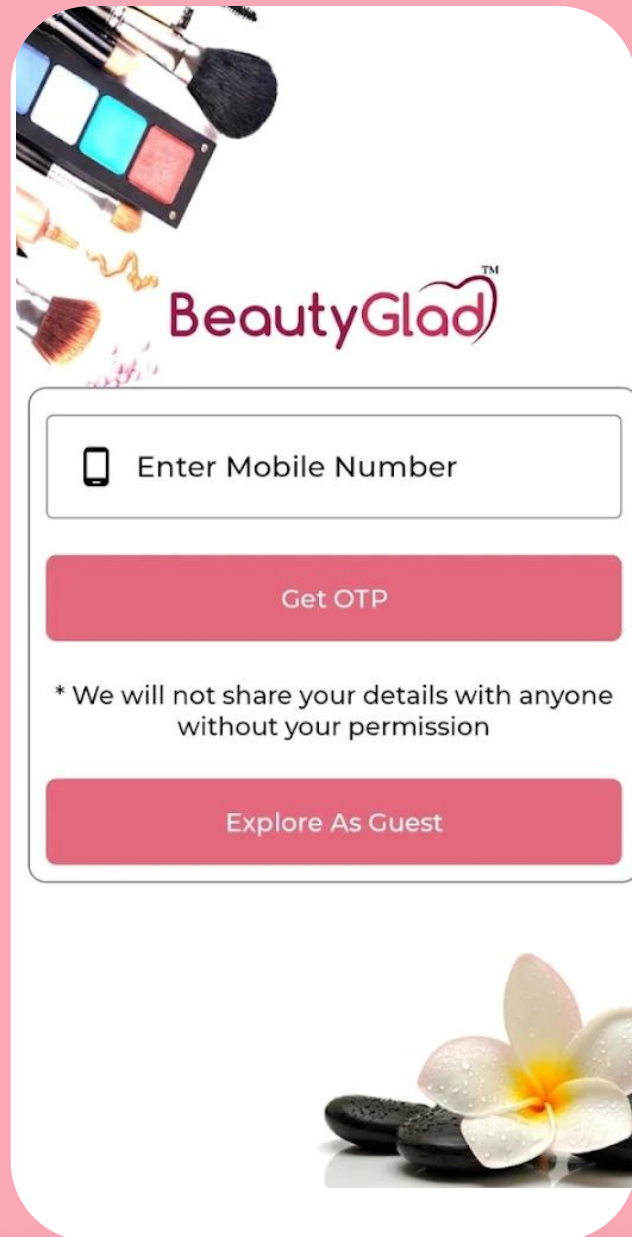 BeautyGlad™
Enter Mobile Number
Get OTP
* We will not share your details with anyone
without your permission
Explore As Guest